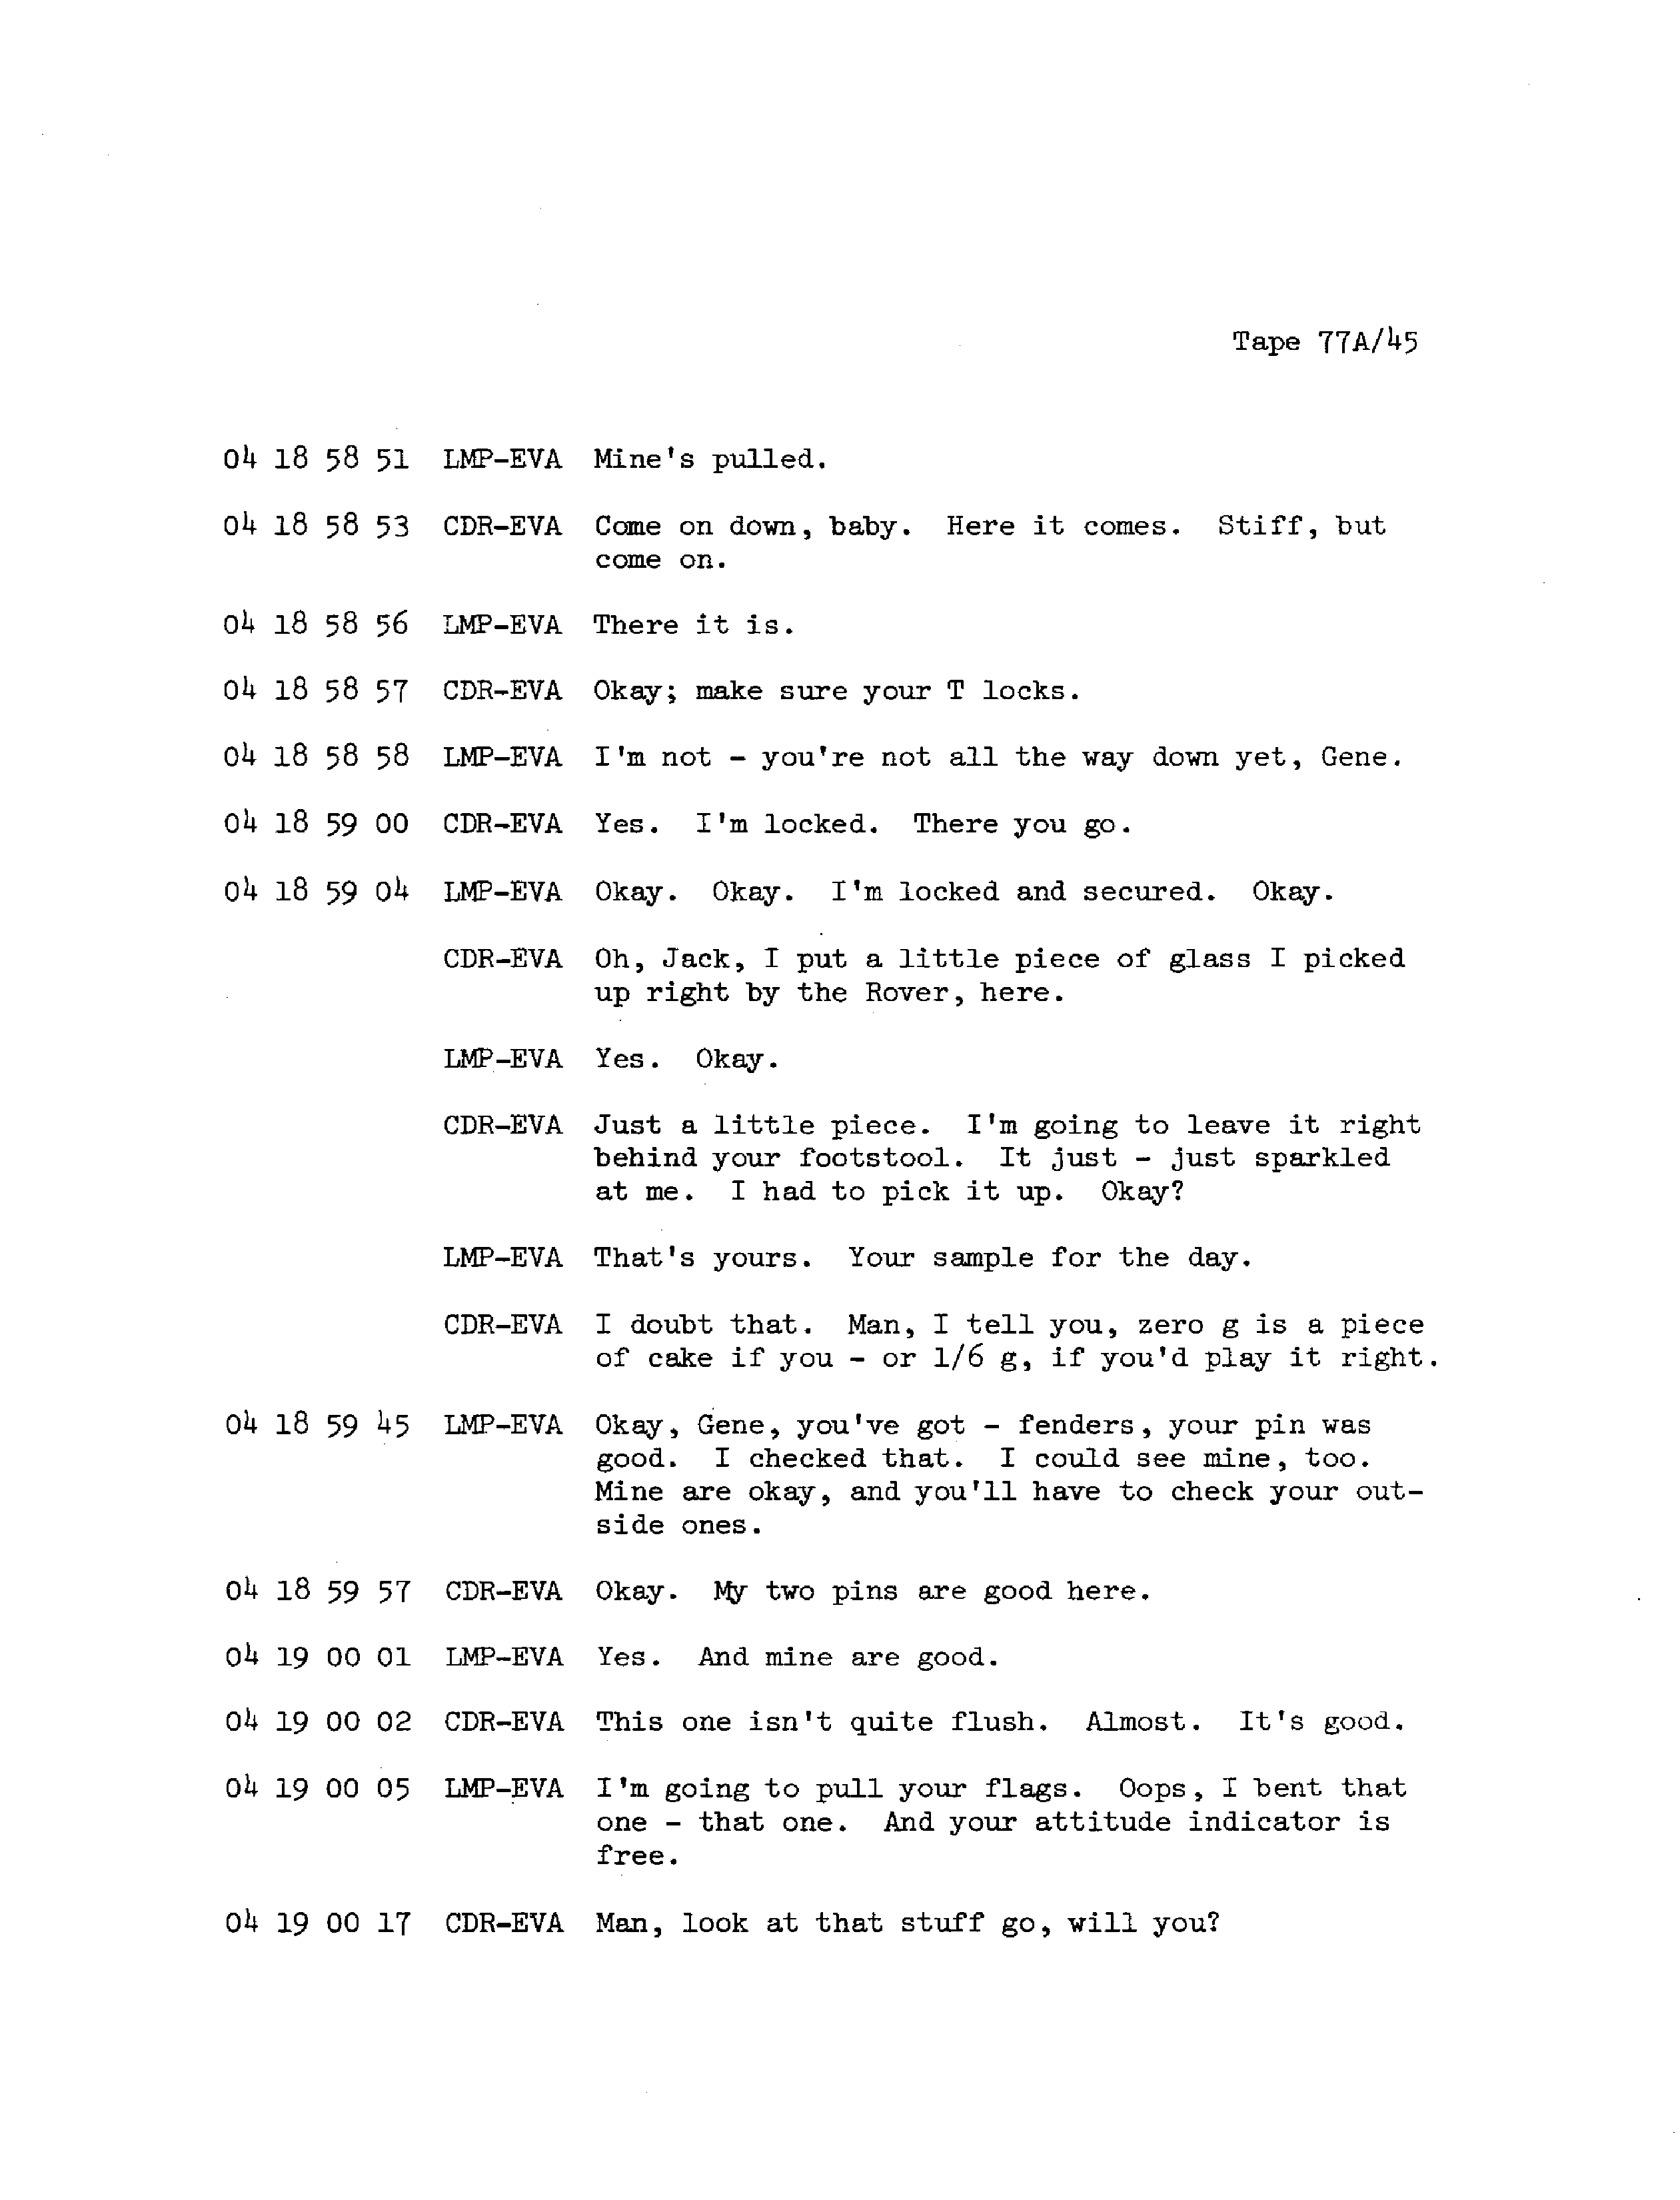 Tape 77A/45
04 18 58 51 LMP-EVA Mine's pulled.
04 18 58 53 CDR-EVA Come on down, baby. Here it comes. Stiff, but
come on.
04 18 58 56 LMP-EVA There it is.
04 18 58 57 CDR-EVA Okay; make sure your T locks.
04 18 58 58 LMP-EVA I'm not - you're not all the way down yet, Gene.
04 18 59 00 CDR-EVA Yes. I'm locked. There you go.
04 18 59 04 LMP-EVA Okay. Okay. I'm locked and secured. Okay.
CDR-EVA Oh, Jack, I put a little piece of glass I picked
up right by the Rover, here.
LMP-EVA Yes. Okay.
CDR-EVA Just a little piece. I'm going to leave it right
behind your footstool. It just - just sparkled
at me. I had to pick it up. Okay?
LMP-EVA That's yours. Your sample for the day.
CDR-EVA I doubt that. Man, I tell you, zero g is a piece
of cake if you - or 1/6 g, if you'd play it right.
04 18 59 45 LMP-EVA Okay, Gene, you've got - fenders, your pin was
good. I checked that. I could see mine, too.
Mine are okay, and you'll have to check your out-
side ones.
04 18 59 57 CDR-EVA Okay. My two pins are good here.
04 19 00 01 LMP-EVA Yes. And mine are good.
04 19 00 02 CDR-EVA This one isn't quite flush. Almost. It's good.
04 19 00 05 LMP-EVA I'm going to pull your flags. Oops, I bent that
one - that one. And your attitude indicator is
free.
04 19 00 17 CDR-EVA Man, look at that stuff go, will you?